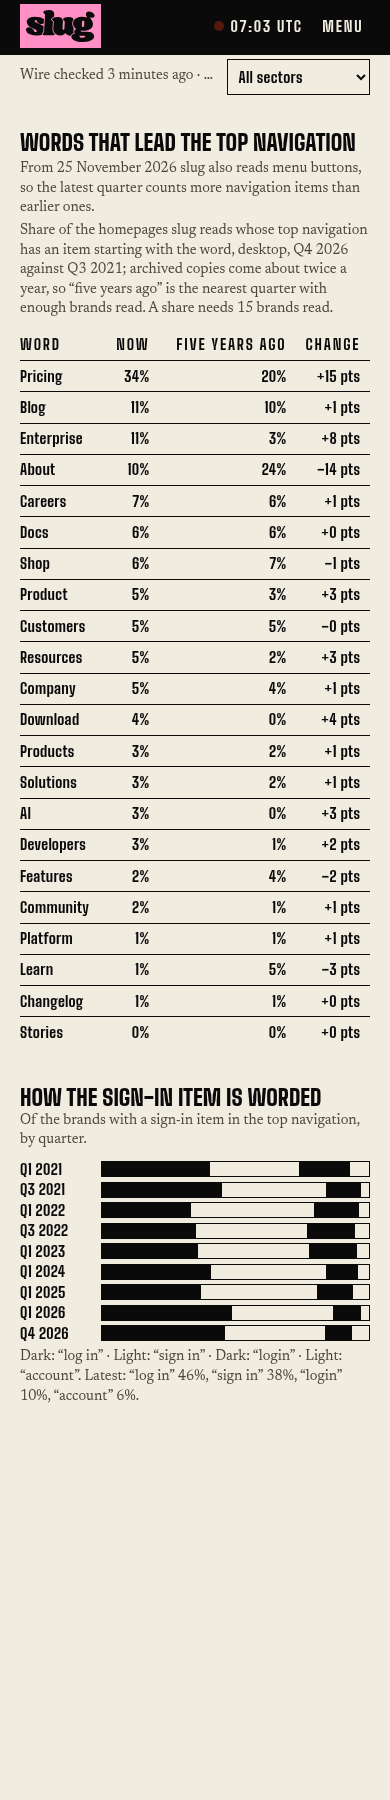 slug
07:03 UTC MENU
Wire checked 3 minutes ago · …
All sectors
WORDS THAT LEAD THE TOP NAVIGATION
From 25 November 2026 slug also reads menu buttons,
so the latest quarter counts more navigation items than
earlier ones.
Share of the homepages slug reads whose top navigation
has an item starting with the word, desktop, Q4 2026
against Q3 2021; archived copies come about twice a
year, so “five years ago” is the nearest quarter with
enough brands read. A share needs 15 brands read.
WORD NOW FIVE YEARS AGO CHANGE
Pricing 34% 20% +15 pts
Blog 11% 10% +1 pts
Enterprise 11% 3% +8 pts
About 10% 24% −14 pts
Careers 7% 6% +1 pts
Docs 6% 6% +0 pts
Shop 6% 7% −1 pts
Product 5% 3% +3 pts
Customers 5% 5% −0 pts
Resources 5% 2% +3 pts
Company 5% 4% +1 pts
Download 4% 0% +4 pts
Products 3% 2% +1 pts
Solutions 3% 2% +1 pts
AI 3% 0% +3 pts
Developers 3% 1% +2 pts
Features 2% 4% −2 pts
Community 2% 1% +1 pts
Platform 1% 1% +1 pts
Learn 1% 5% −3 pts
Changelog 1% 1% +0 pts
Stories 0% 0% +0 pts
HOW THE SIGN-IN ITEM IS WORDED
Of the brands with a sign-in item in the top navigation,
by quarter.
Q1 2021
Q3 2021
Q1 2022
Q3 2022
Q1 2023
Q1 2024
Q1 2025
Q1 2026
Q4 2026
Dark: “log in” · Light: “sign in” · Dark: “login” · Light:
“account”. Latest: “log in” 46%, “sign in” 38%, “login”
10%, “account” 6%.